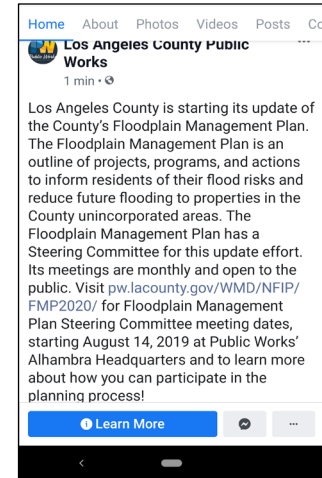 Home About Photos Videos Posts Co
Los Angeles County Public
Works
1 min •
Los Angeles County is starting its update of
the County's Floodplain Management Plan.
The Floodplain Management Plan is an
outline of projects, programs, and actions
to inform residents of their flood risks and
reduce future flooding to properties in the
County unincorporated areas. The
Floodplain Management Plan has a
Steering Committee for this update effort.
Its meetings are monthly and open to the
public. Visit pw.lacounty.gov/WMD/NFIP/
FMP2020/ for Floodplain Management
Plan Steering Committee meeting dates,
starting August 14, 2019 at Public Works'
Alhambra Headquarters and to learn more
about how you can participate in the
planning process!
Learn More